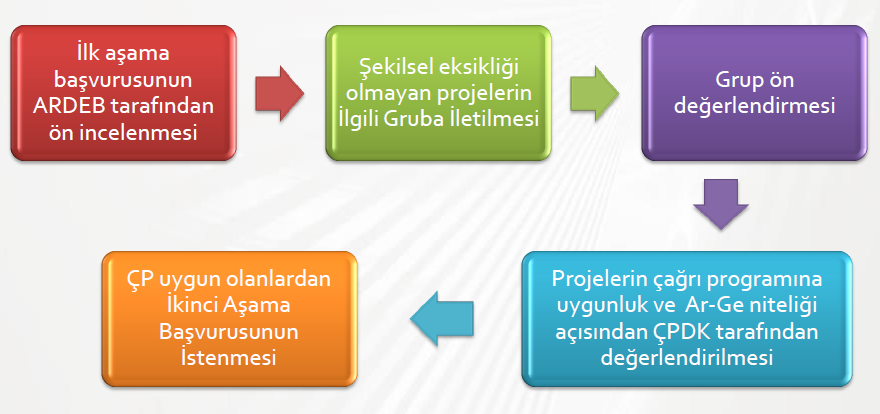 İlk aşama
başvurusunun
ARDEB tarafından
ön incelenmesi
Şekilsel eksikliği
olmayan projelerin
İlgili Gruba İletilmesi
Grup ön
değerlendirmesi
Projelerin çağrı programına
uygunluk ve Ar-Ge niteliği
açısından ÇPDK tarafından
değerlendirilmesi
ÇP uygun olanlardan
İkinci Aşama
Başvurusunun
İstenmesi